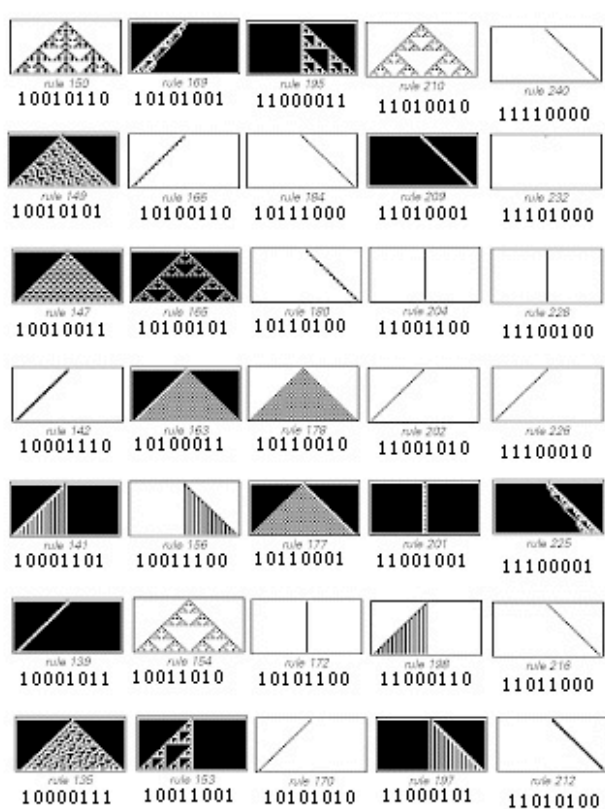 rule 150 rule 169 rule 195 rule 210 rule 240
10010110 10101001 11000011 11010010 11110000
rule 149 rule 166 rule 184 rule 209 rule 232
10010101 10100110 10111000 11010001 11101000
rule 147 rule 165 rule 180 rule 204 rule 228
10010011 10100101 10110100 11001100 11100100
rule 142 rule 163 rule 178 rule 202 rule 226
10001110 10100011 10110010 11001010 11100010
rule 141 rule 156 rule 177 rule 201 rule 225
10001101 10011100 10110001 11001001 11100001
rule 139 rule 154 rule 172 rule 198 rule 216
10001011 10011010 10101100 11000110 11011000
rule 135 rule 153 rule 170 rule 197 rule 212
10000111 10011001 10101010 11000101 11010100